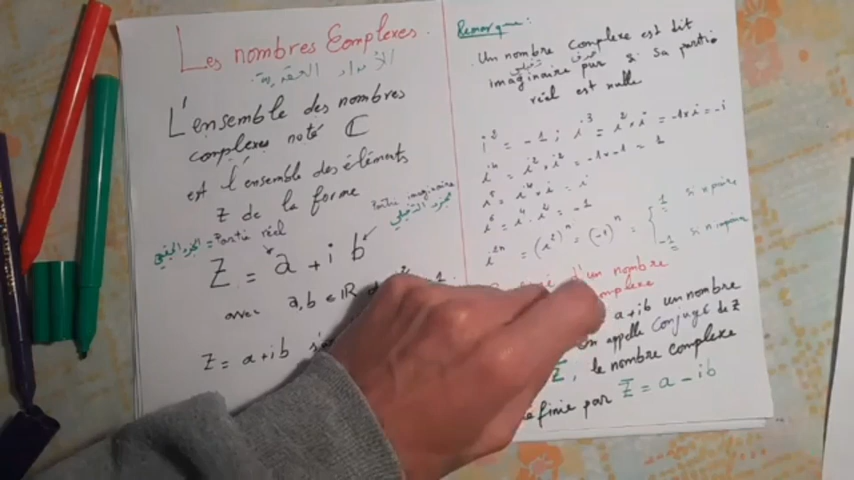 Les nombres Complexes.
الأعداد العقدية
L'ensemble des nombres
complexes noté ℂ
est l'ensemble des éléments
z de la forme
الجزء الحقيقي = Partie réel
Partie imaginaire
الجزء التخيلي
Z = a + i b
avec a, b ∈ ℝ
Z = a+ib
Remarque :
Un nombre complexe est dit
imaginaire pur si sa partie
réel est nulle
i² = -1 ; i³ = i² × i = -1×i = -i
i⁴ = i² × i² = -1×-1 = 1
i⁵ = i⁴ × i = i
i⁶ = i⁴ . i² = -1
i²ⁿ = (i²)ⁿ = (-1)ⁿ = { 1 si n paire
-1 si n impaire
d'un nombre
complexe
a+ib un nombre
on appelle Conjugé de z
z̄, le nombre complexe
définie par z̄ = a - ib